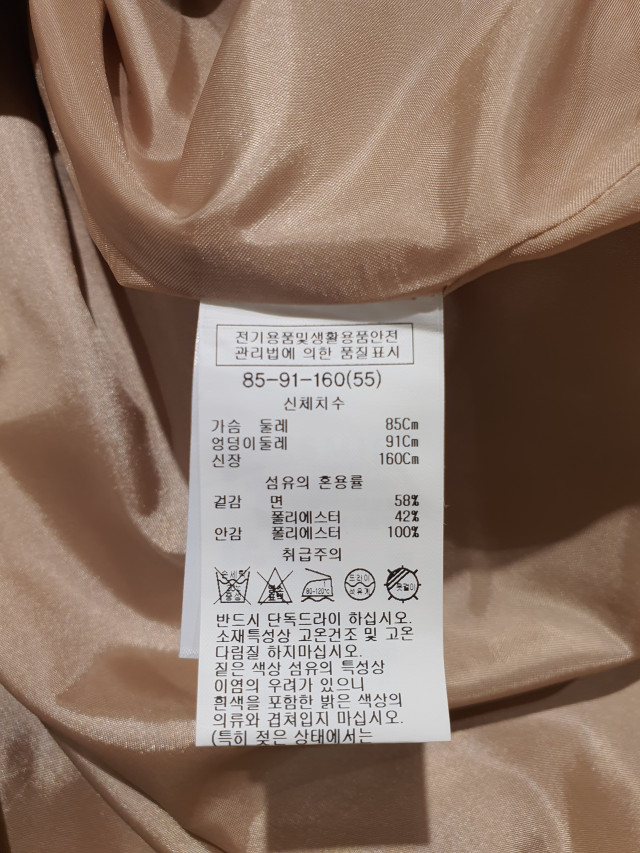 전기용품및생활용품안전
관리법에 의한 품질표시
85-91-160(55)
신체치수
가슴 둘레 85Cm
엉덩이둘레 91Cm
신장 160Cm
섬유의 혼용률
겉감 면 58%
폴리에스터 42%
안감 폴리에스터 100%
취급주의
80-120℃
드라이
섬유계
옷걸이
반드시 단독드라이 하십시오.
소재특성상 고온건조 및 고온
다림질 하지마십시오.
짙은 색상 섬유의 특성상
이염의 우려가 있으니
흰색을 포함한 밝은 색상의
의류와 겹쳐입지 마십시오.
(특히 젖은 상태에서는